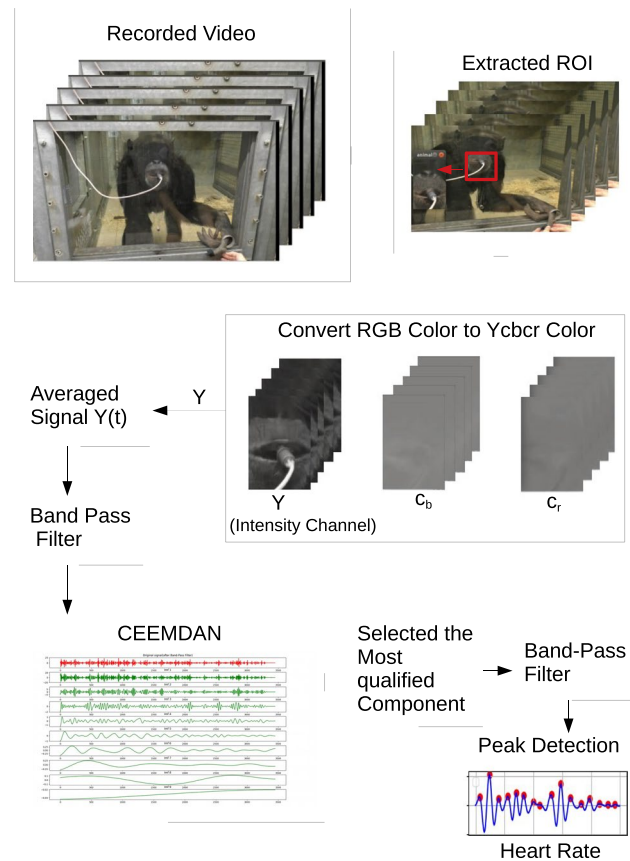 Recorded Video
Extracted ROI
animal
Convert RGB Color to Ycbcr Color
Averaged
Signal Y(t)
Y
Y
(Intensity Channel)
cb
cr
Band Pass
Filter
CEEMDAN
Selected the
Most
qualified
Component
Band-Pass
Filter
Peak Detection
Heart Rate